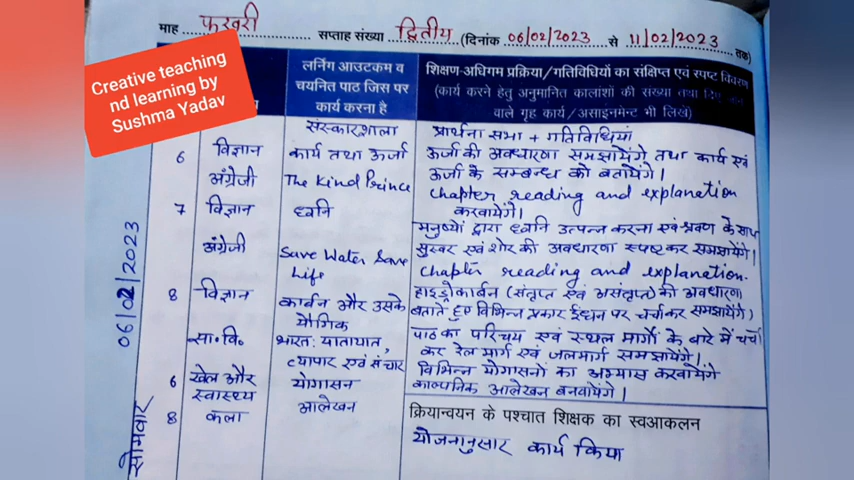 माह फरवरी सप्ताह संख्या द्वितीय (दिनांक 06/02/2023 से 11/02/2023 तक)
Creative teaching
nd learning by
Sushma Yadav
लर्निंग आउटकम व
चयनित पाठ जिस पर
कार्य करना है
शिक्षण-अधिगम प्रक्रिया/गतिविधियों का संक्षिप्त एवं स्पष्ट विवरण
(कार्य करने हेतु अनुमानित कालांशों की संख्या तथा दिए जाने
वाले गृह कार्य/असाइनमेण्ट भी लिखें)
सोमवार 06/02/2023
संस्कारशाला प्रार्थना सभा + गतिविधियां
6 विज्ञान कार्य तथा ऊर्जा ऊर्जा की अवधारणा समझायेंगे तथा कार्य एवं
ऊर्जा के सम्बन्ध को बतायेंगे।
अंग्रेजी The Kind Prince chapter reading and explanation
करवायेंगे।
7 विज्ञान ध्वनि मनुष्यों द्वारा ध्वनि उत्पन्न करना एवं श्रवण के साथ
सुस्वर एवं शोर की अवधारणा स्पष्ट कर समझायेंगे।
अंग्रेजी Save Water Save
Life
chapter reading and explanation.
8 विज्ञान कार्बन और उसके
यौगिक
हाइड्रोकार्बन (संतृप्त एवं असंतृप्त) की अवधारणा
बताते हुए विभिन्न प्रकार ईंधन पर चर्चाकर समझायेंगे)
सा. वि. भारत: यातायात,
व्यापार एवं संचार
पाठ का परिचय एवं स्थल मार्गो के बारे में चर्चा
कर रेल मार्ग एवं जलमार्ग समझायेंगे।
6 खेल और
स्वास्थ्य
योगासन विभिन्न योगासनों का अभ्यास करवायेंगे
8 कला आलेखन काल्पनिक आलेखन बनवायेंगे।
क्रियान्वयन के पश्चात शिक्षक का स्वआकलन
योजनानुसार कार्य किया